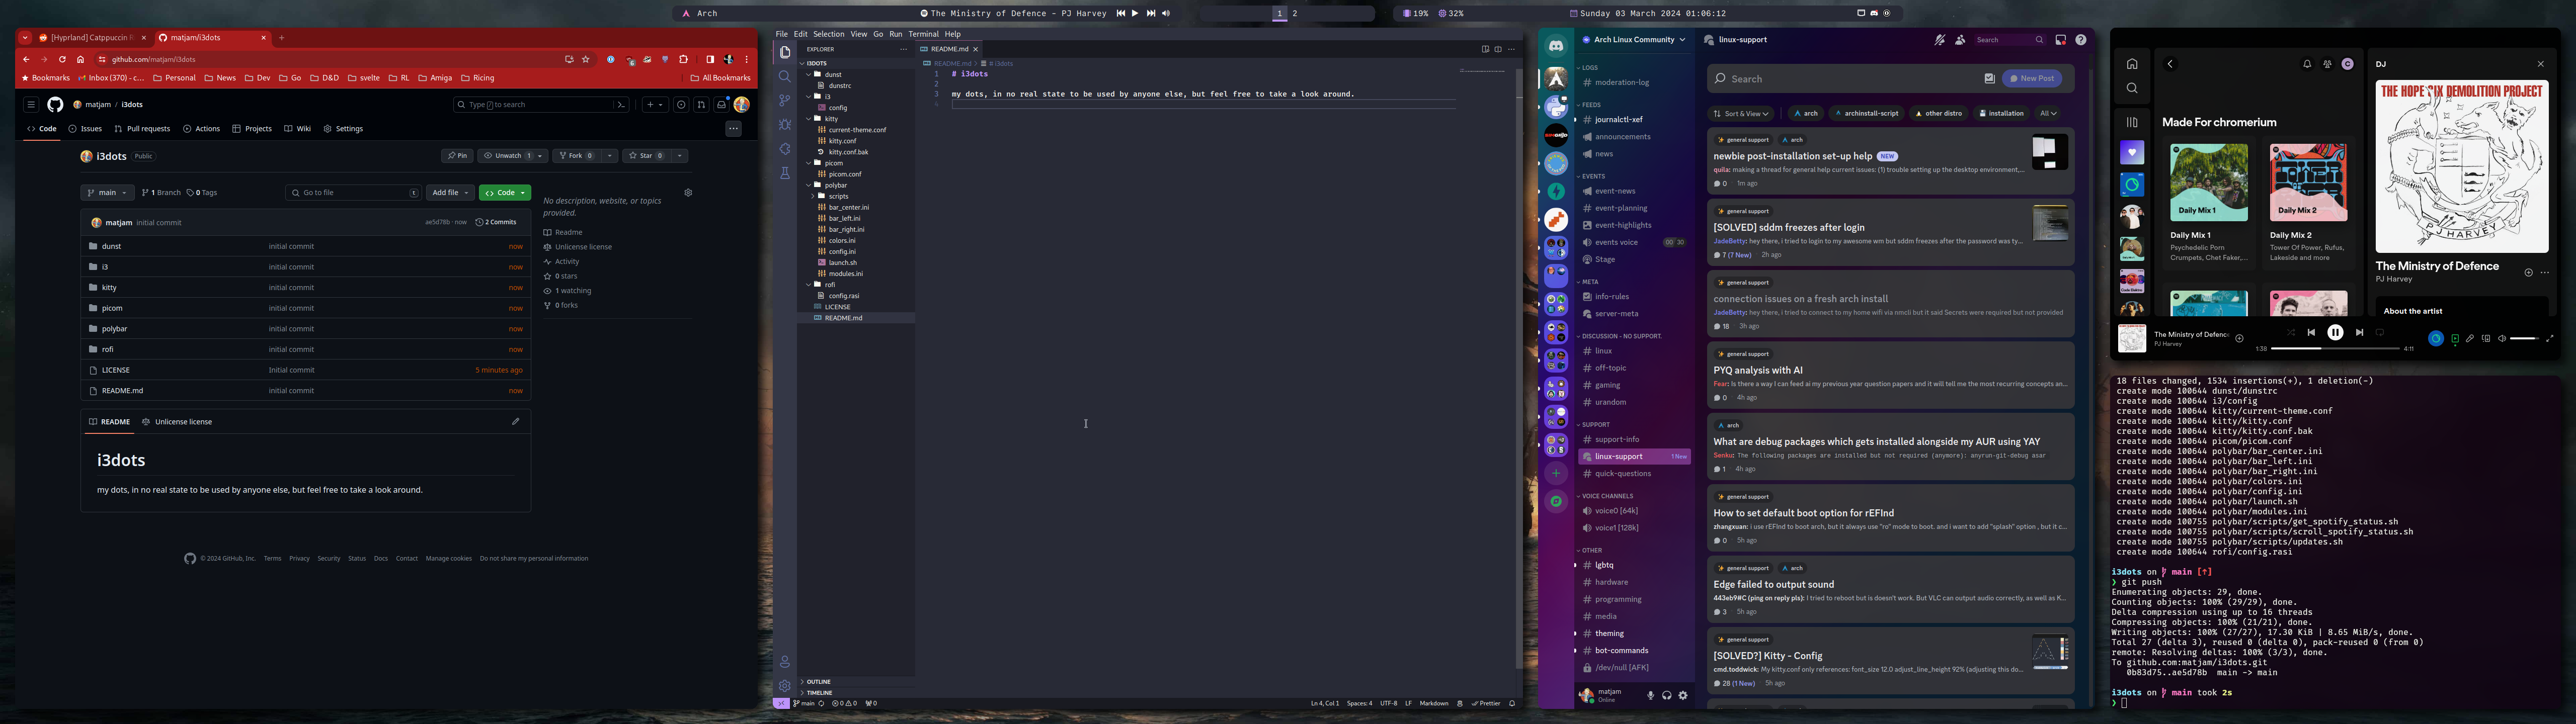 Arch
The Ministry of Defence - PJ Harvey
1 2
19% 32%
Sunday 03 March 2024 01:06:12
[Hyprland] Catppuccin R
matjam/i3dots
github.com/matjam/i3dots
Bookmarks
Inbox (370) - c...
Personal
News
Dev
Go
D&D
svelte
RL
Amiga
Ricing
All Bookmarks
matjam / i3dots
Type / to search
Code
Issues
Pull requests
Actions
Projects
Wiki
Settings
i3dots Public
Pin
Unwatch 1
Fork 0
Star 0
main
1 Branch
0 Tags
Go to file t
Add file
Code
matjam initial commit ae5d78b · now 2 Commits
dunst initial commit now
i3 initial commit now
kitty initial commit now
picom initial commit now
polybar initial commit now
rofi initial commit now
LICENSE Initial commit 5 minutes ago
README.md initial commit now
No description, website, or topics
provided.
Readme
Unlicense license
Activity
0 stars
1 watching
0 forks
README
Unlicense license
i3dots
my dots, in no real state to be used by anyone else, but feel free to take a look around.
© 2024 GitHub, Inc. Terms Privacy Security Status Docs Contact Manage cookies Do not share my personal information
File Edit Selection View Go Run Terminal Help
EXPLORER
I3DOTS
dunst
dunstrc
i3
config
kitty
current-theme.conf
kitty.conf
kitty.conf.bak
picom
picom.conf
polybar
scripts
bar_center.ini
bar_left.ini
bar_right.ini
colors.ini
config.ini
launch.sh
modules.ini
rofi
config.rasi
LICENSE
README.md
OUTLINE
TIMELINE
README.md
README.md > # i3dots
1 # i3dots
2
3 my dots, in no real state to be used by anyone else, but feel free to take a look around.
4
main 0 0 0
Ln 4, Col 1 Spaces: 4 UTF-8 LF Markdown Prettier
Arch Linux Community
LOGS
moderation-log
FEEDS
journalctl-xef
announcements
news
EVENTS
event-news
event-planning
event-highlights
events voice 00 30
Stage
META
info-rules
server-meta
DISCUSSION - NO SUPPORT.
linux
off-topic
gaming
urandom
SUPPORT
support-info
linux-support 1 New
quick-questions
VOICE CHANNELS
voice0 [64k]
voice1 [128k]
OTHER
lgbtq
hardware
programming
media
theming
bot-commands
/dev/null [AFK]
matjam
Online
linux-support
Search
Search
New Post
Sort & View
arch
archinstall-script
other distro
installation
All
general support arch
newbie post-installation set-up help NEW
quila: making a thread for general help current issues: (1) trouble setting up the desktop environment,...
0 1m ago
general support
[SOLVED] sddm freezes after login
JadeBetty: hey there, i tried to login to my awesome wm but sddm freezes after the password was ty...
7 (7 New) 2h ago
general support
connection issues on a fresh arch install
JadeBetty: hey there, i tried to connect to my home wifi via nmcli but it said Secrets were required but not provided
18 3h ago
general support
PYQ analysis with AI
Fear: Is there a way I can feed ai my previous year question papers and it will tell me the most recurring concepts an...
0 4h ago
arch
What are debug packages which gets installed alongside my AUR using YAY
Senku: The following packages are installed but not required (anymore): anyrun-git-debug asar
1 4h ago
general support
How to set default boot option for rEFInd
zhangxuan: i use rEFInd to boot arch, but it always use "ro" mode to boot. and i want to add "splash" option , but it c...
0 5h ago
general support arch
Edge failed to output sound
443eb9#C (ping on reply pls): I tried to reboot but is doesn't work. But VLC can output audio correctly, as well as K...
3 5h ago
general support
[SOLVED?] Kitty - Config
cmd.toddwick: My kitty.conf only references: font_size 12.0 adjust_line_height 92% (adjusting this do...
28 (1 New) 5h ago
Made For chromerium
Daily Mix 1
Daily Mix 2
Daily Mix 1
Psychedelic Porn
Crumpets, Chet Faker,...
Daily Mix 2
Tower Of Power, Rufus,
Lakeside and more
DJ
THE HOPE SIX DEMOLITION PROJECT
PJ HARVEY
The Ministry of Defence
PJ Harvey
About the artist
The Ministry of Defenc
PJ Harvey
1:38 4:11
18 files changed, 1534 insertions(+), 1 deletion(-)
create mode 100644 dunst/dunstrc
create mode 100644 i3/config
create mode 100644 kitty/current-theme.conf
create mode 100644 kitty/kitty.conf
create mode 100644 kitty/kitty.conf.bak
create mode 100644 picom/picom.conf
create mode 100644 polybar/bar_center.ini
create mode 100644 polybar/bar_left.ini
create mode 100644 polybar/bar_right.ini
create mode 100644 polybar/colors.ini
create mode 100644 polybar/config.ini
create mode 100644 polybar/launch.sh
create mode 100644 polybar/modules.ini
create mode 100755 polybar/scripts/get_spotify_status.sh
create mode 100755 polybar/scripts/scroll_spotify_status.sh
create mode 100755 polybar/scripts/updates.sh
create mode 100644 rofi/config.rasi
i3dots on main [↑]
❯ git push
Enumerating objects: 29, done.
Counting objects: 100% (29/29), done.
Delta compression using up to 16 threads
Compressing objects: 100% (21/21), done.
Writing objects: 100% (27/27), 17.30 KiB | 8.65 MiB/s, done.
Total 27 (delta 3), reused 0 (delta 0), pack-reused 0 (from 0)
remote: Resolving deltas: 100% (3/3), done.
To github.com:matjam/i3dots.git
0b83d75..ae5d78b main -> main
i3dots on main took 2s
❯